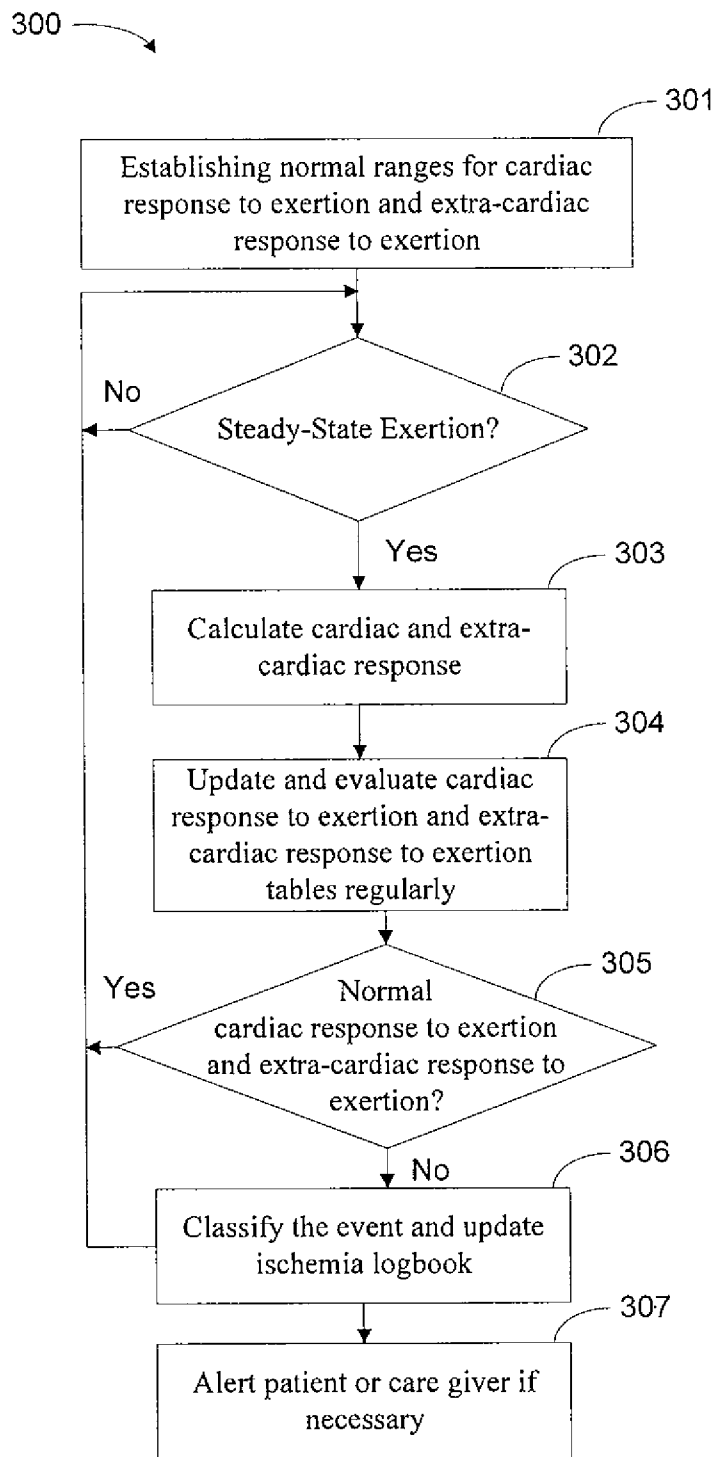 300
301
Establishing normal ranges for cardiac
response to exertion and extra-cardiac
response to exertion
302
No
Steady-State Exertion?
Yes
303
Calculate cardiac and extra-
cardiac response
304
Update and evaluate cardiac
response to exertion and extra-
cardiac response to exertion
tables regularly
305
Yes
Normal
cardiac response to exertion
and extra-cardiac response to
exertion?
306
No
Classify the event and update
ischemia logbook
307
Alert patient or care giver if
necessary